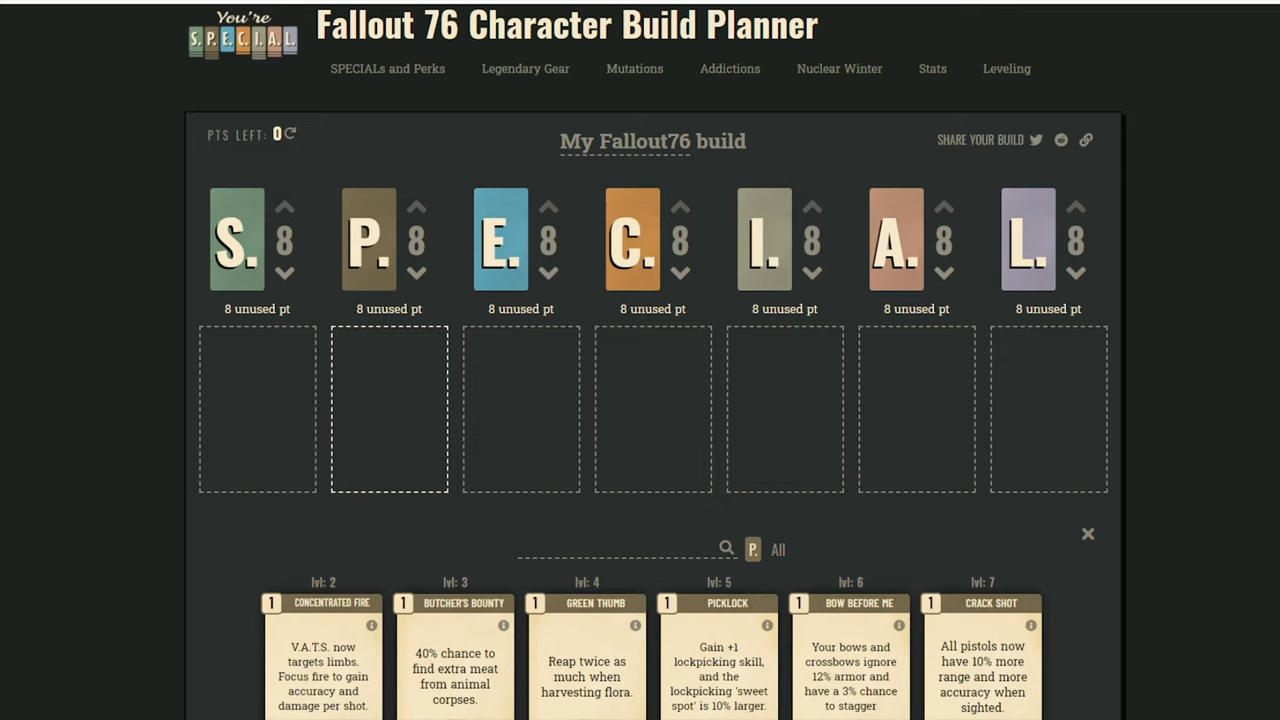 You're
S.P.E.C.I.A.L.
Fallout 76 Character Build Planner
SPECIALs and Perks Legendary Gear Mutations Addictions Nuclear Winter Stats Leveling
PTS LEFT: 0
My Fallout76 build
SHARE YOUR BUILD
S. 8 P. 8 E. 8 C. 8 I. 8 A. 8 L. 8
8 unused pt 8 unused pt 8 unused pt 8 unused pt 8 unused pt 8 unused pt 8 unused pt
P. All
lvl: 2 lvl: 3 lvl: 4 lvl: 5 lvl: 6 lvl: 7
1 CONCENTRATED FIRE
V.A.T.S. now
targets limbs.
Focus fire to gain
accuracy and
damage per shot.
1 BUTCHER'S BOUNTY
40% chance to
find extra meat
from animal
corpses.
1 GREEN THUMB
Reap twice as
much when
harvesting flora.
1 PICKLOCK
Gain +1
lockpicking skill,
and the
lockpicking 'sweet
spot' is 10% larger.
1 BOW BEFORE ME
Your bows and
crossbows ignore
12% armor and
have a 3% chance
to stagger
1 CRACK SHOT
All pistols now
have 10% more
range and more
accuracy when
sighted.